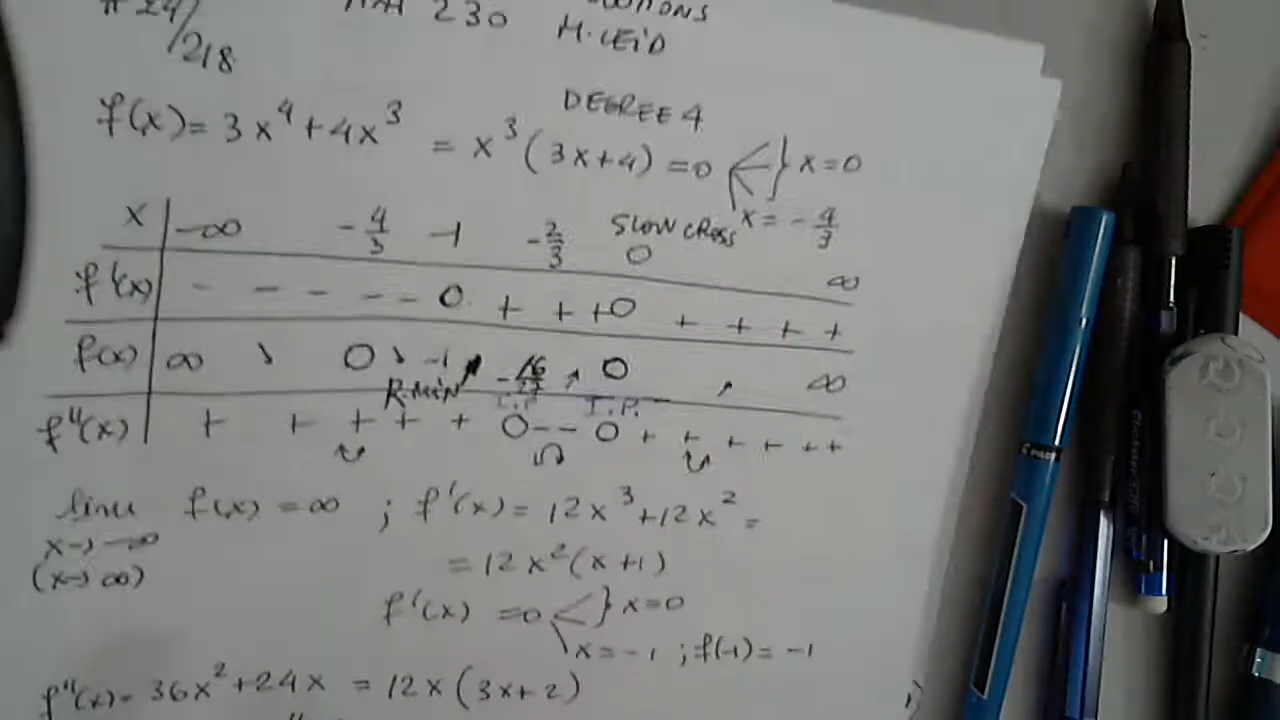 # 24/218
230
M. LEID
DEGREE 4
f(x) = 3x⁴ + 4x³ = x³(3x+4) = 0 } x = 0
SLOW CROSS x = -4/3
x | -∞ -4/3 -1 -2/3 0 ∞
f'(x) | - - - - - 0 + + + 0 + + + +
f(x) | ∞ ↘ 0 ↘ -1 ↗ -16/27 ↗ 0 ↗ ∞
R.MIN I.P. I.P.
f''(x) | + + + + + 0 - - 0 + + + + + +
lim f(x) = ∞ ; f'(x) = 12x³ + 12x² =
x→-∞
(x→∞) = 12x²(x+1)
f'(x) = 0 } x = 0
x = -1 ; f(-1) = -1
f''(x) = 36x² + 24x = 12x(3x+2)